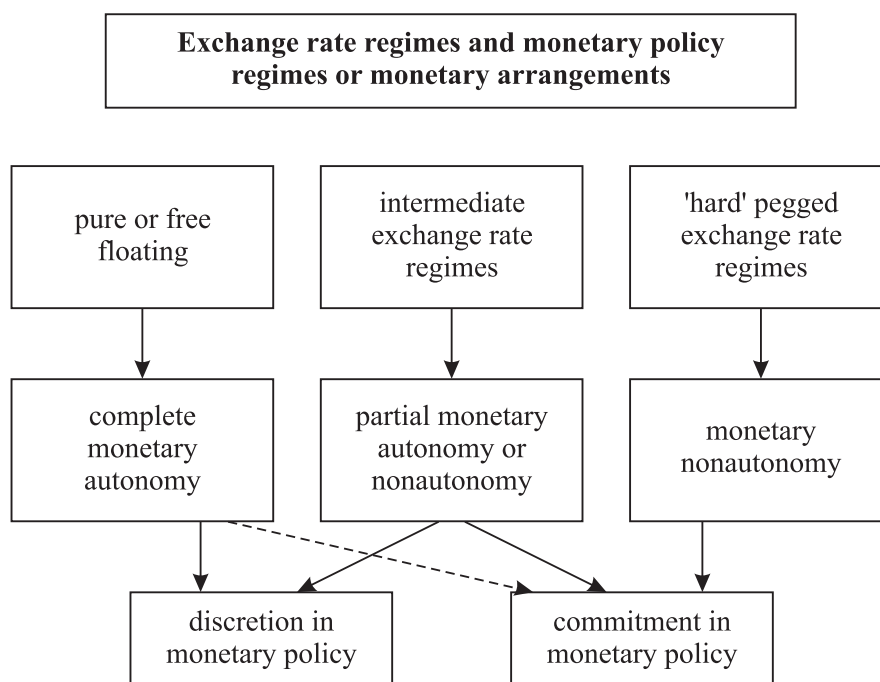 Exchange rate regimes and monetary policy
regimes or monetary arrangements
pure or free
floating
intermediate
exchange rate
regimes
'hard' pegged
exchange rate
regimes
complete
monetary
autonomy
partial monetary
autonomy or
nonautonomy
monetary
nonautonomy
discretion in
monetary policy
commitment in
monetary policy